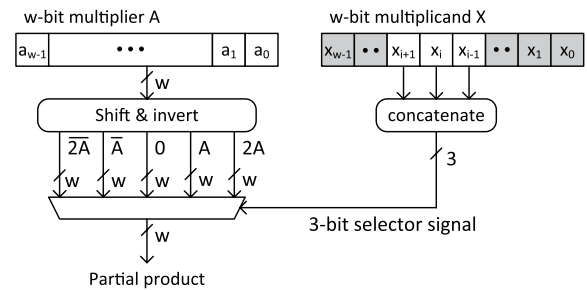 w-bit multiplier A
w-bit multiplicand X
a_{w-1} ••• a_1 a_0
x_{w-1} •• x_{i+1} x_i x_{i-1} •• x_1 x_0
w
Shift & invert
concatenate
\overline{2A} \overline{A} 0 A 2A
3
w w w w w
3-bit selector signal
w
Partial product